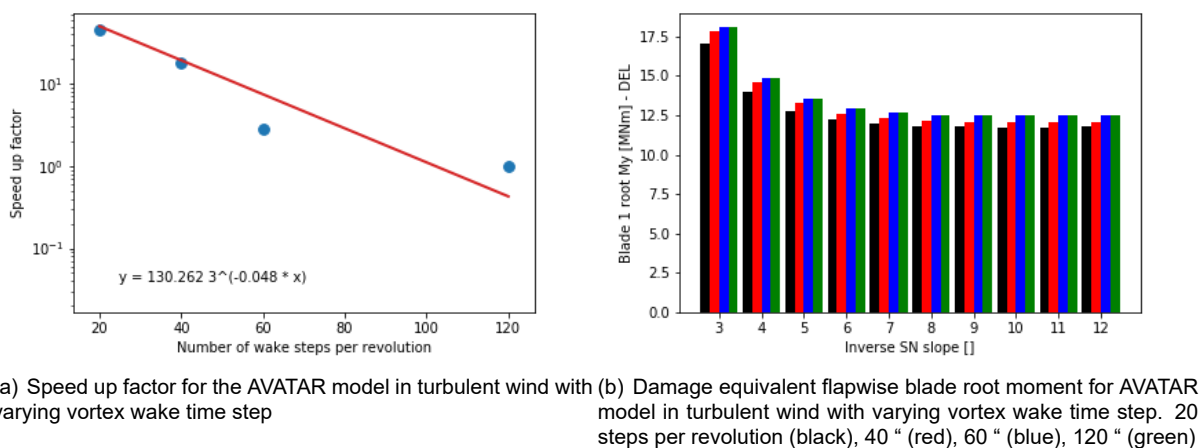 Speed up factor
10¹
10⁰
10⁻¹
y = 130.262 3^(-0.048 * x)
20 40 60 80 100 120
Number of wake steps per revolution
Blade 1 root My [MNm] - DEL
17.5
15.0
12.5
10.0
7.5
5.0
2.5
0.0
3 4 5 6 7 8 9 10 11 12
Inverse SN slope []
a) Speed up factor for the AVATAR model in turbulent wind with
varying vortex wake time step
(b) Damage equivalent flapwise blade root moment for AVATAR
model in turbulent wind with varying vortex wake time step. 20
steps per revolution (black), 40 “ (red), 60 “ (blue), 120 “ (green)